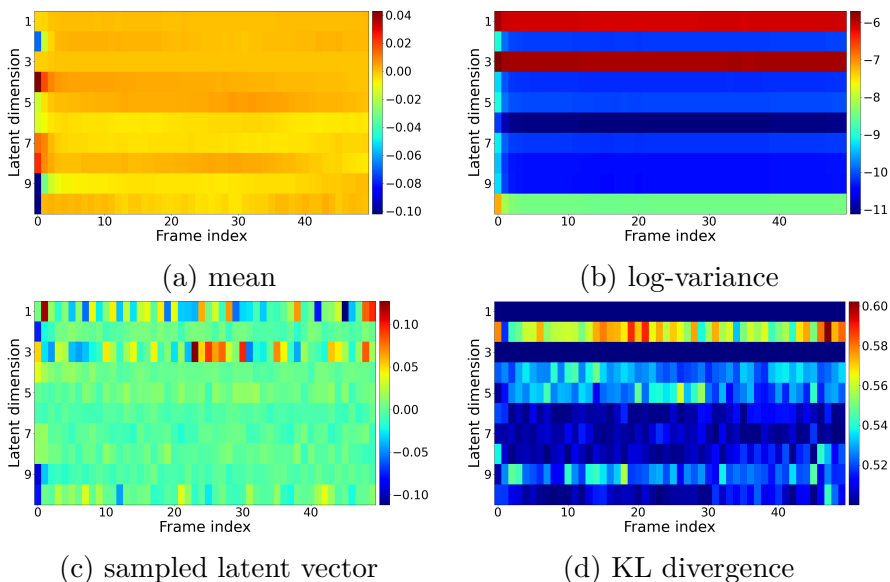 Latent dimension
1
3
5
7
9
0 10 20 30 40
Frame index
0.04
0.02
0.00
−0.02
−0.04
−0.06
−0.08
−0.10
(a) mean
Latent dimension
1
3
5
7
9
0 10 20 30 40
Frame index
−6
−7
−8
−9
−10
−11
(b) log-variance
Latent dimension
1
3
5
7
9
0 10 20 30 40
Frame index
0.10
0.05
0.00
−0.05
−0.10
(c) sampled latent vector
Latent dimension
1
3
5
7
9
0 10 20 30 40
Frame index
0.60
0.58
0.56
0.54
0.52
(d) KL divergence